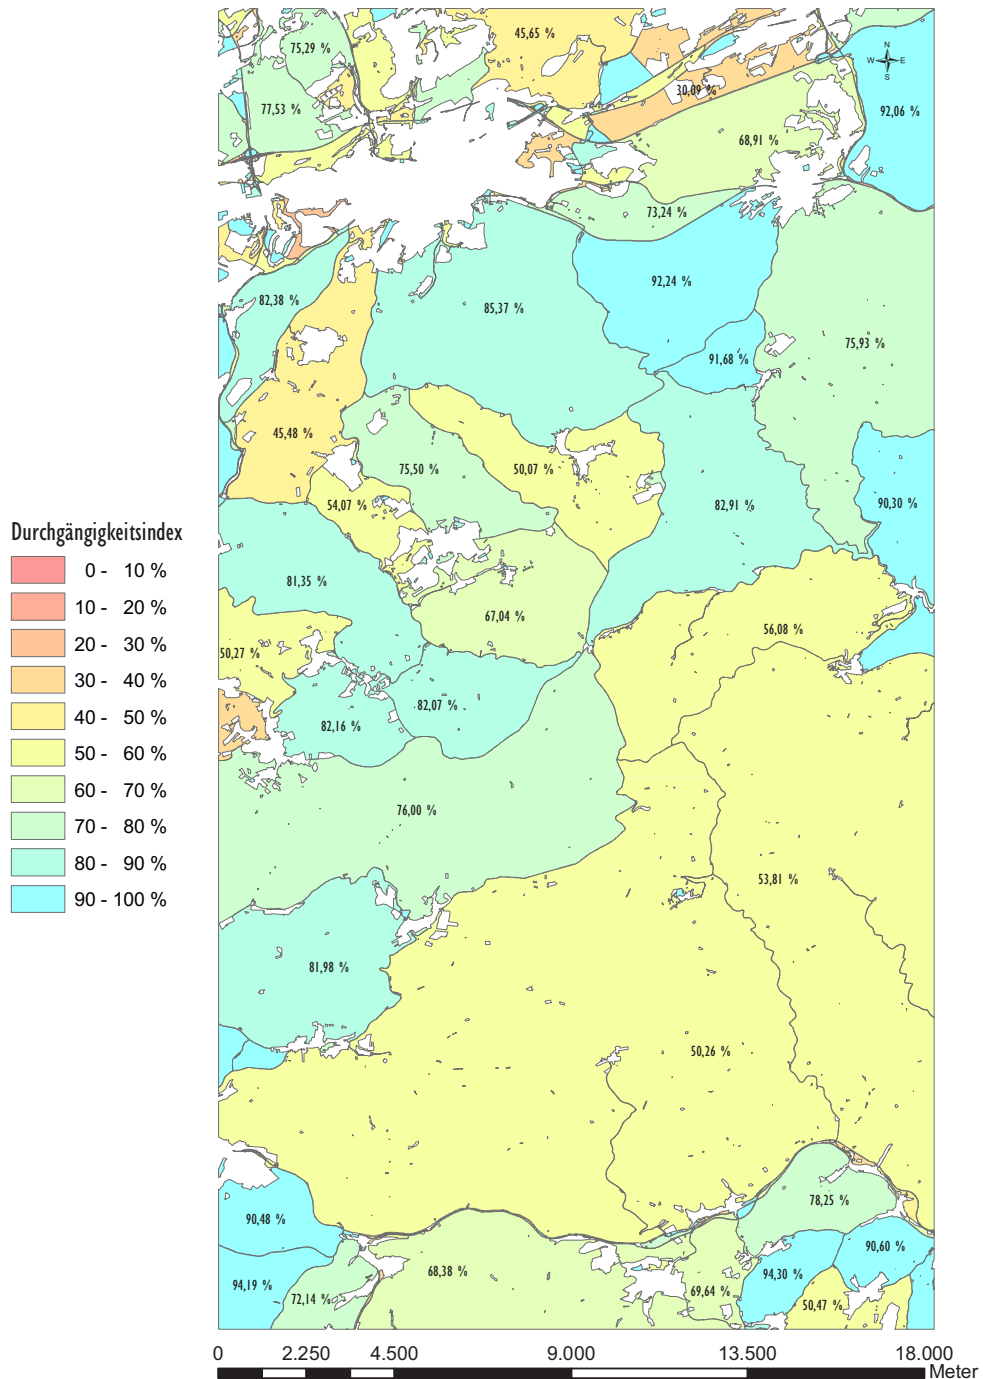 45,65 %
75,29 %
N
W E
S
30,09 %
77,53 %
92,06 %
68,91 %
73,24 %
92,24 %
82,38 %
85,37 %
75,93 %
91,68 %
45,48 %
75,50 %
50,07 %
54,07 %
82,91 %
90,30 %
Durchgängigkeitsindex
0 - 10 %
10 - 20 %
20 - 30 %
30 - 40 %
40 - 50 %
50 - 60 %
60 - 70 %
70 - 80 %
80 - 90 %
90 - 100 %
81,35 %
67,04 %
56,08 %
50,27 %
82,07 %
82,16 %
76,00 %
53,81 %
81,98 %
50,26 %
78,25 %
90,48 %
90,60 %
68,38 %
94,30 %
94,19 %
72,14 %
69,64 %
50,47 %
0 2.250 4.500 9.000 13.500 18.000
Meter